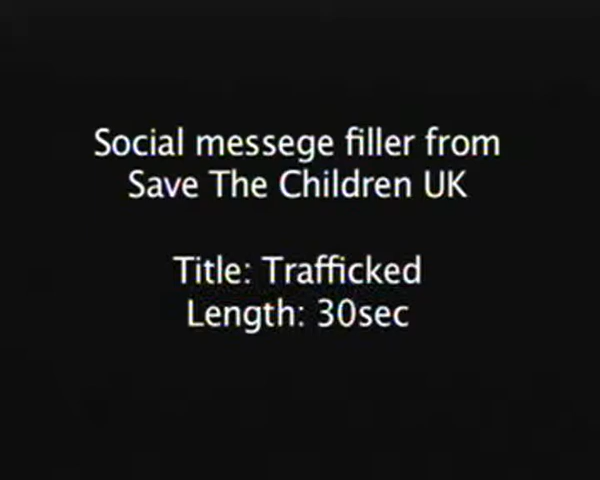 Social messege filler from
Save The Children UK
Title: Trafficked
Length: 30sec